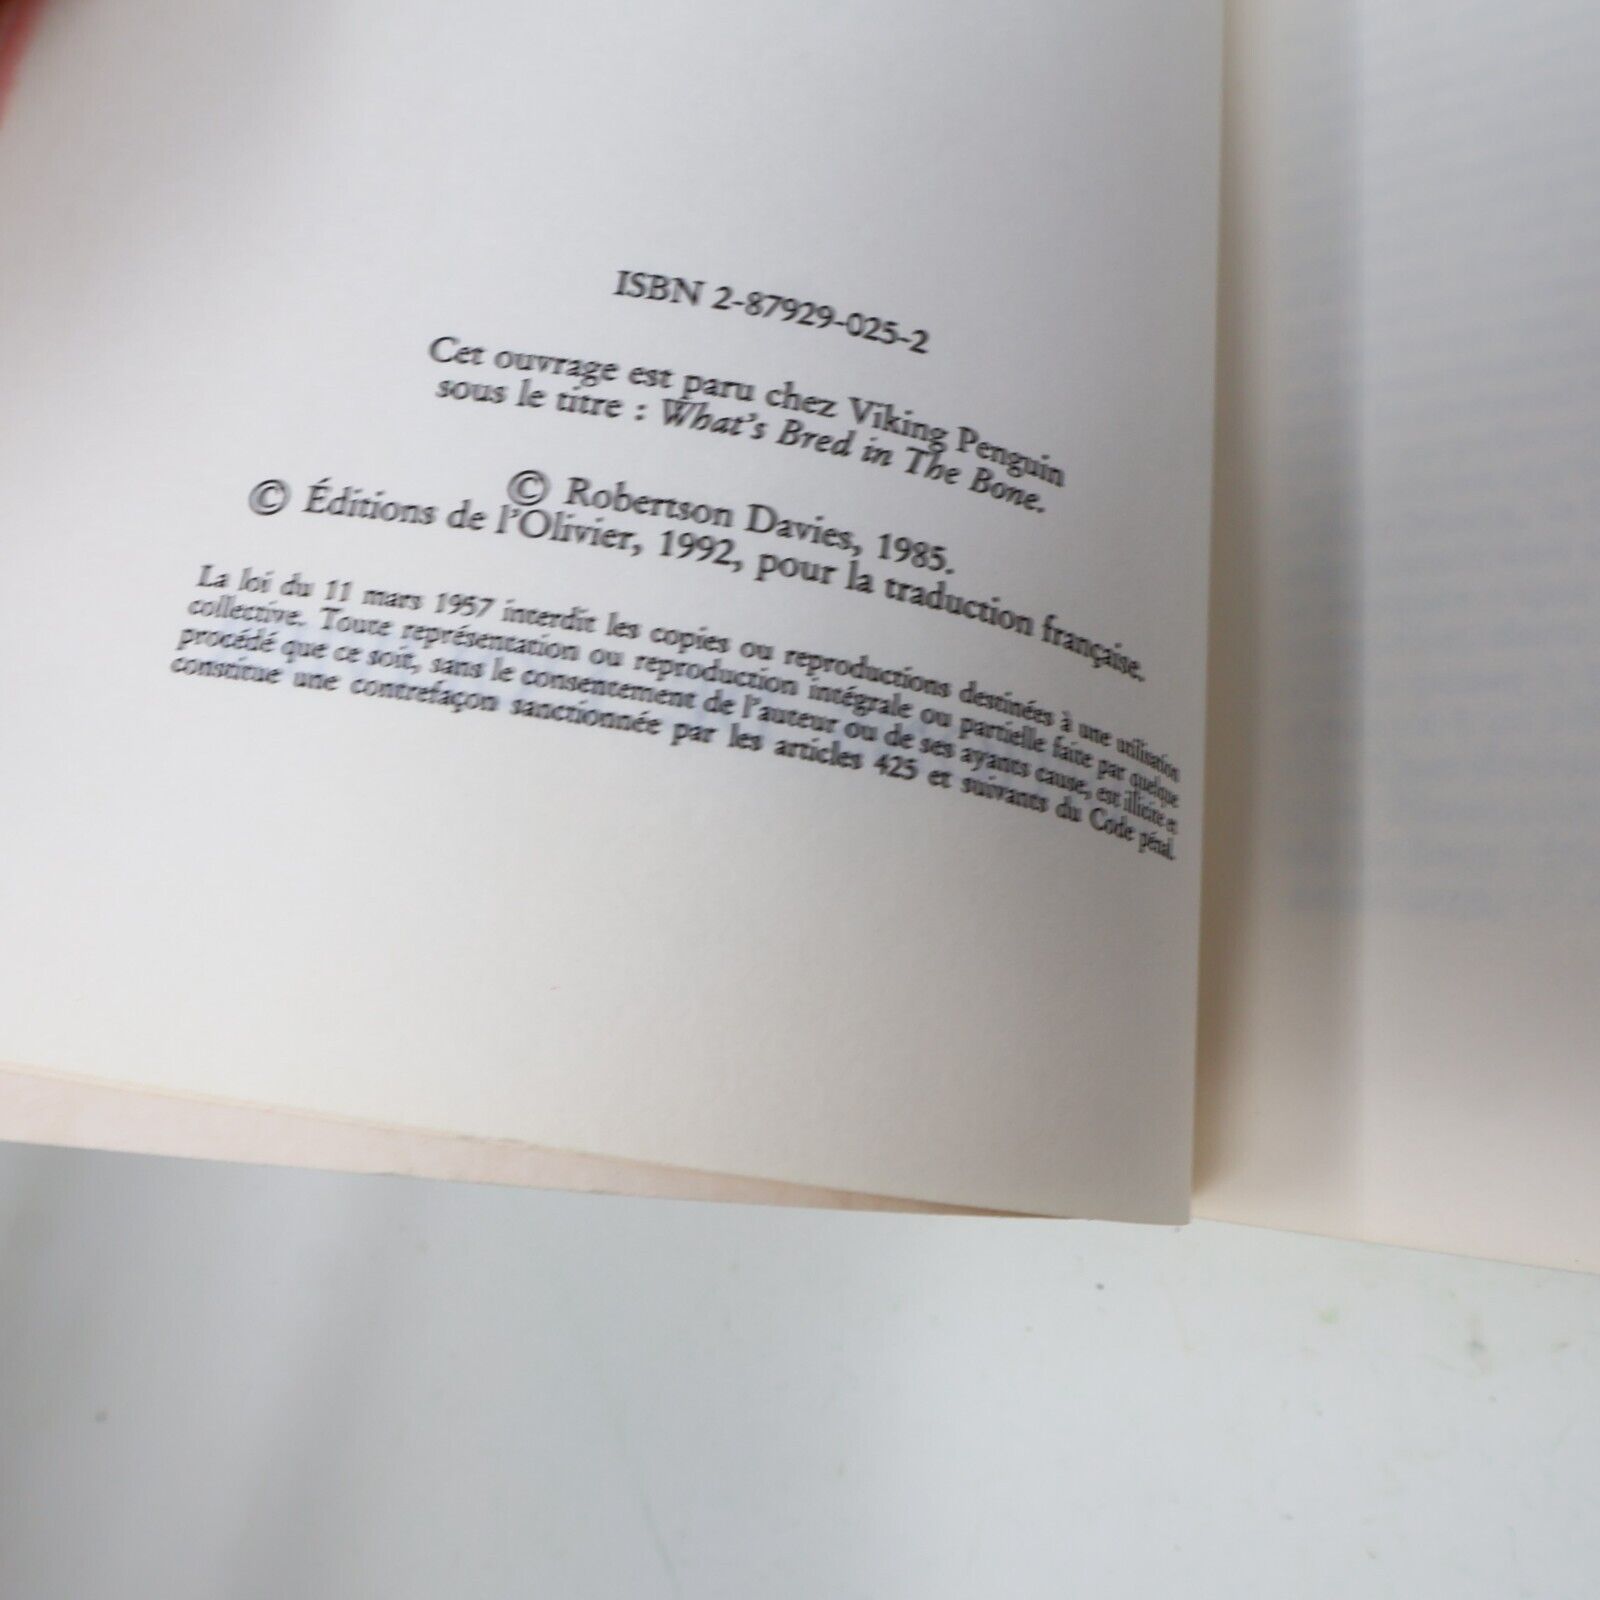 ISBN 2-87929-025-2
Cet ouvrage est paru chez Viking Penguin
sous le titre : What's Bred in The Bone.
© Robertson Davies, 1985.
© Éditions de l'Olivier, 1992, pour la traduction française.
La loi du 11 mars 1957 interdit les copies ou reproductions destinées à une utilisation
collective. Toute représentation ou reproduction intégrale ou partielle faite par quelque
procédé que ce soit, sans le consentement de l'auteur ou de ses ayants cause, est illicite et
constitue une contrefaçon sanctionnée par les articles 425 et suivants du Code pénal.